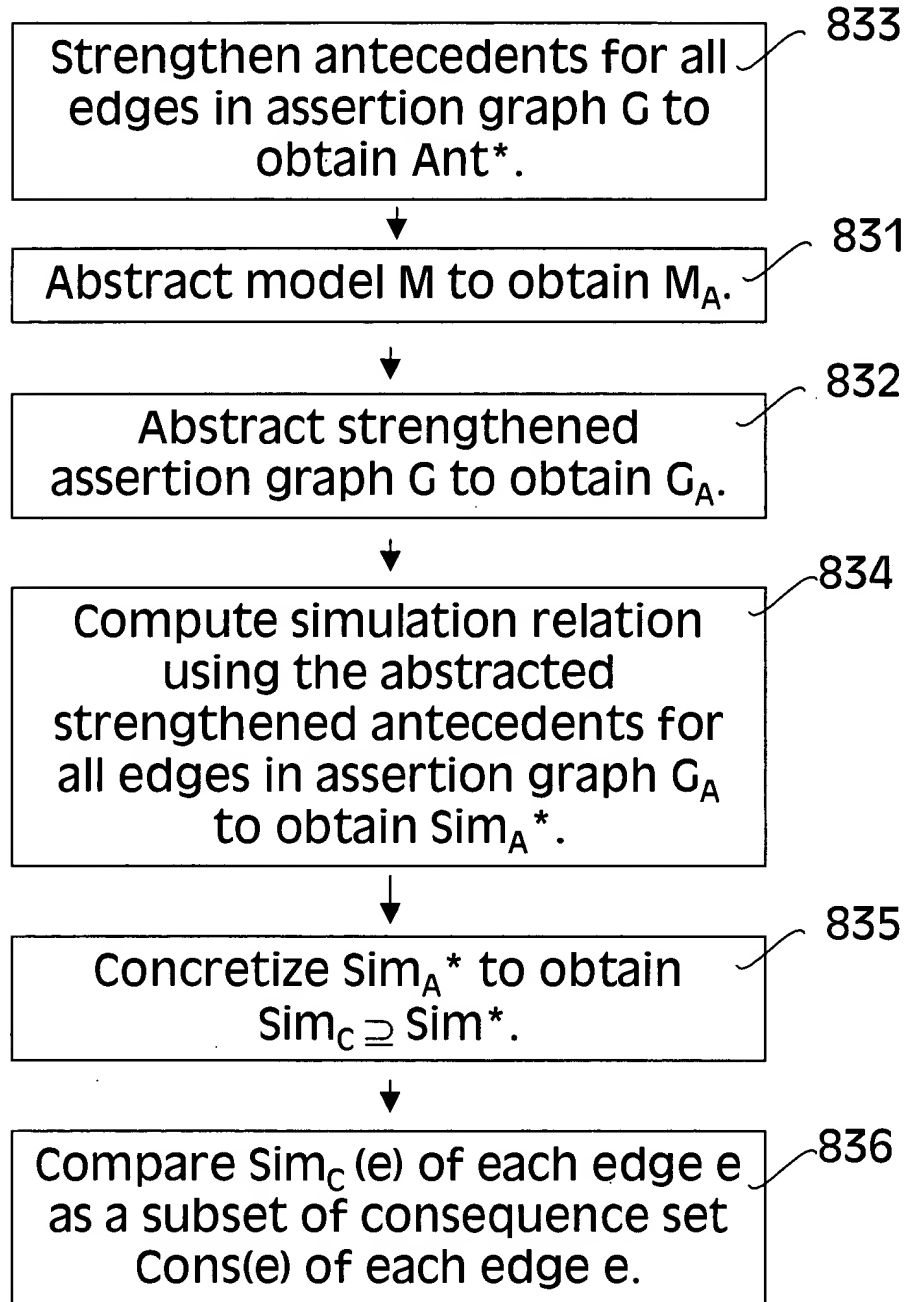 833
Strengthen antecedents for all
edges in assertion graph G to
obtain Ant*.
831
Abstract model M to obtain M_A.
832
Abstract strengthened
assertion graph G to obtain G_A.
834
Compute simulation relation
using the abstracted
strengthened antecedents for
all edges in assertion graph G_A
to obtain Sim_A*.
835
Concretize Sim_A* to obtain
Sim_C ⊇ Sim*.
836
Compare Sim_C (e) of each edge e
as a subset of consequence set
Cons(e) of each edge e.